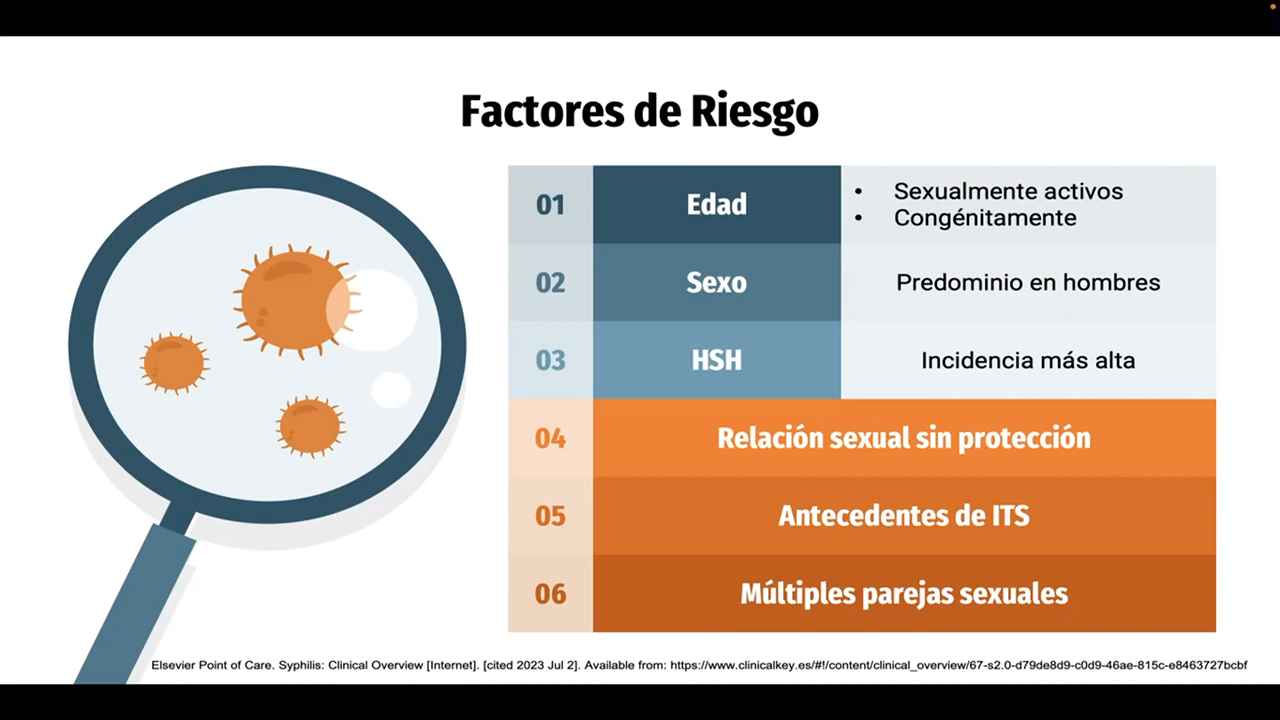 Factores de Riesgo
01 Edad
• Sexualmente activos
• Congénitamente
02 Sexo Predominio en hombres
03 HSH Incidencia más alta
04 Relación sexual sin protección
05 Antecedentes de ITS
06 Múltiples parejas sexuales
Elsevier Point of Care. Syphilis: Clinical Overview [Internet]. [cited 2023 Jul 2]. Available from: https://www.clinicalkey.es/#!/content/clinical_overview/67-s2.0-d79de8d9-c0d9-46ae-815c-e8463727bcbf